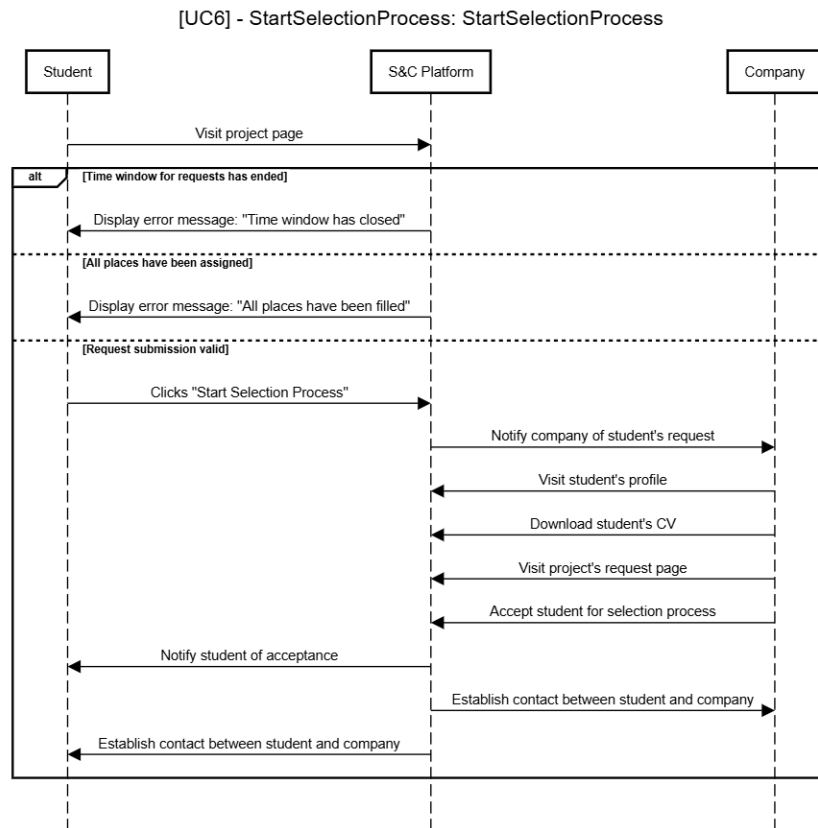 [UC6] - StartSelectionProcess: StartSelectionProcess
Student
S&C Platform
Company
Visit project page
alt
[Time window for requests has ended]
Display error message: "Time window has closed"
[All places have been assigned]
Display error message: "All places have been filled"
[Request submission valid]
Clicks "Start Selection Process"
Notify company of student's request
Visit student's profile
Download student's CV
Visit project's request page
Accept student for selection process
Notify student of acceptance
Establish contact between student and company
Establish contact between student and company